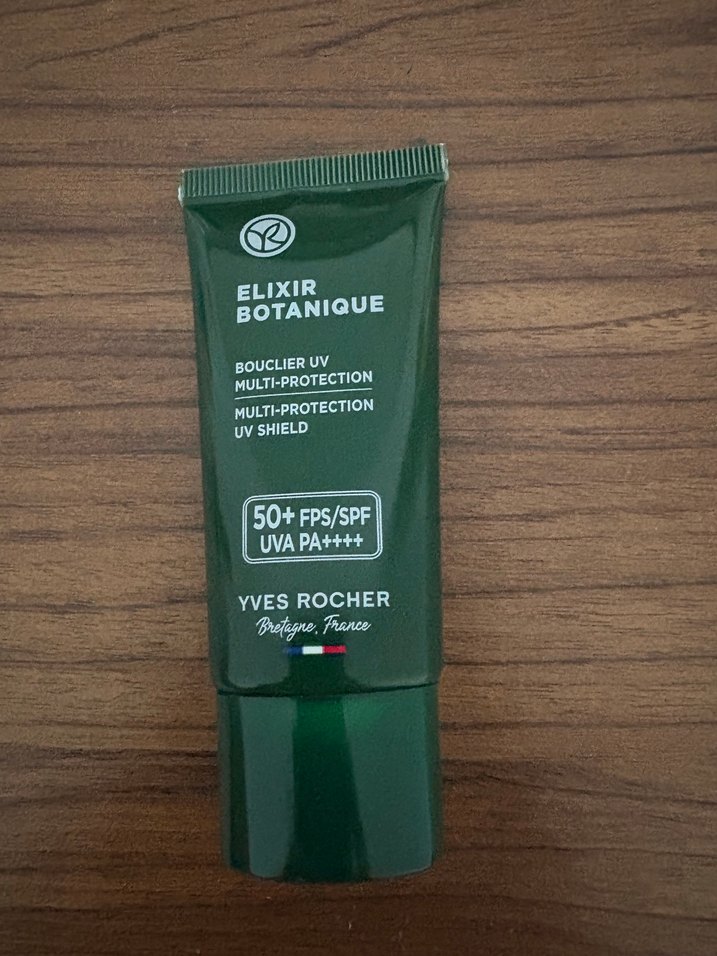 ELIXIR
BOTANIQUE
BOUCLIER UV
MULTI-PROTECTION
MULTI-PROTECTION
UV SHIELD
50+ FPS/SPF
UVA PA++++
YVES ROCHER
Bretagne, France